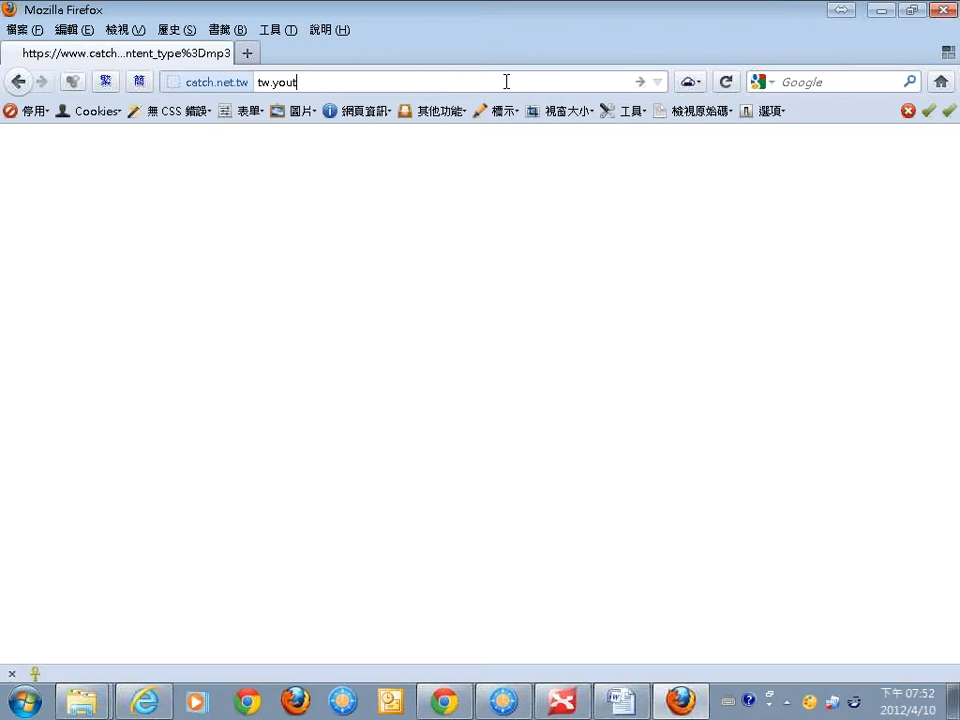 Mozilla Firefox
檔案 (F) 編輯(E) 檢視(V) 歷史(S) 書籤(B) 工具(T) 說明(H)
https://www.catch...ntent_type%3Dmp3
繁 簡 catch.net.tw tw.yout Google
停用 Cookies 無 CSS 錯誤 表單 圖片 網頁資訊 其他功能 標示 視窗大小 工具 檢視原始碼 選項
下午 07:52
2012/4/10